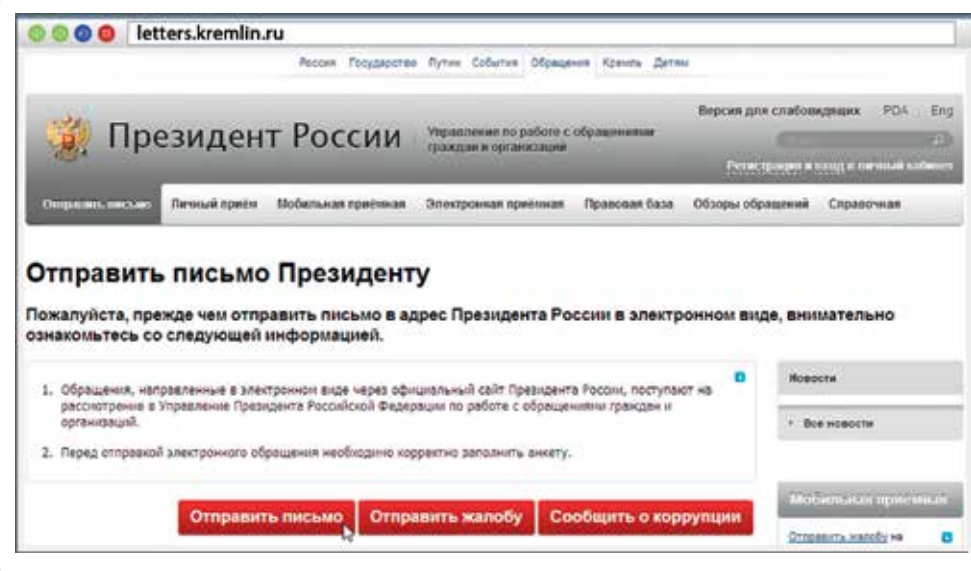 letters.kremlin.ru
Россия Государство Путин События Обращения Кремль Детям
Версия для слабовидящих PDA Eng
Президент России
Управление по работе с обращениями
граждан и организаций
Регистрация и вход в личный кабинет
Отправить письмо Личный приём Мобильная приёмная Электронная приёмная Правовая база Обзоры обращений Справочная
Отправить письмо Президенту
Пожалуйста, прежде чем отправить письмо в адрес Президента России в электронном виде, внимательно
ознакомьтесь со следующей информацией.
1. Обращения, направленные в электронном виде через официальный сайт Президента России, поступают на
рассмотрение в Управление Президента Российской Федерации по работе с обращениями граждан и
организаций.
2. Перед отправкой электронного обращения необходимо корректно заполнить анкету.
Новости
Все новости
Отправить письмо Отправить жалобу Сообщить о коррупции
Мобильная приемная
Отправить жалобу на